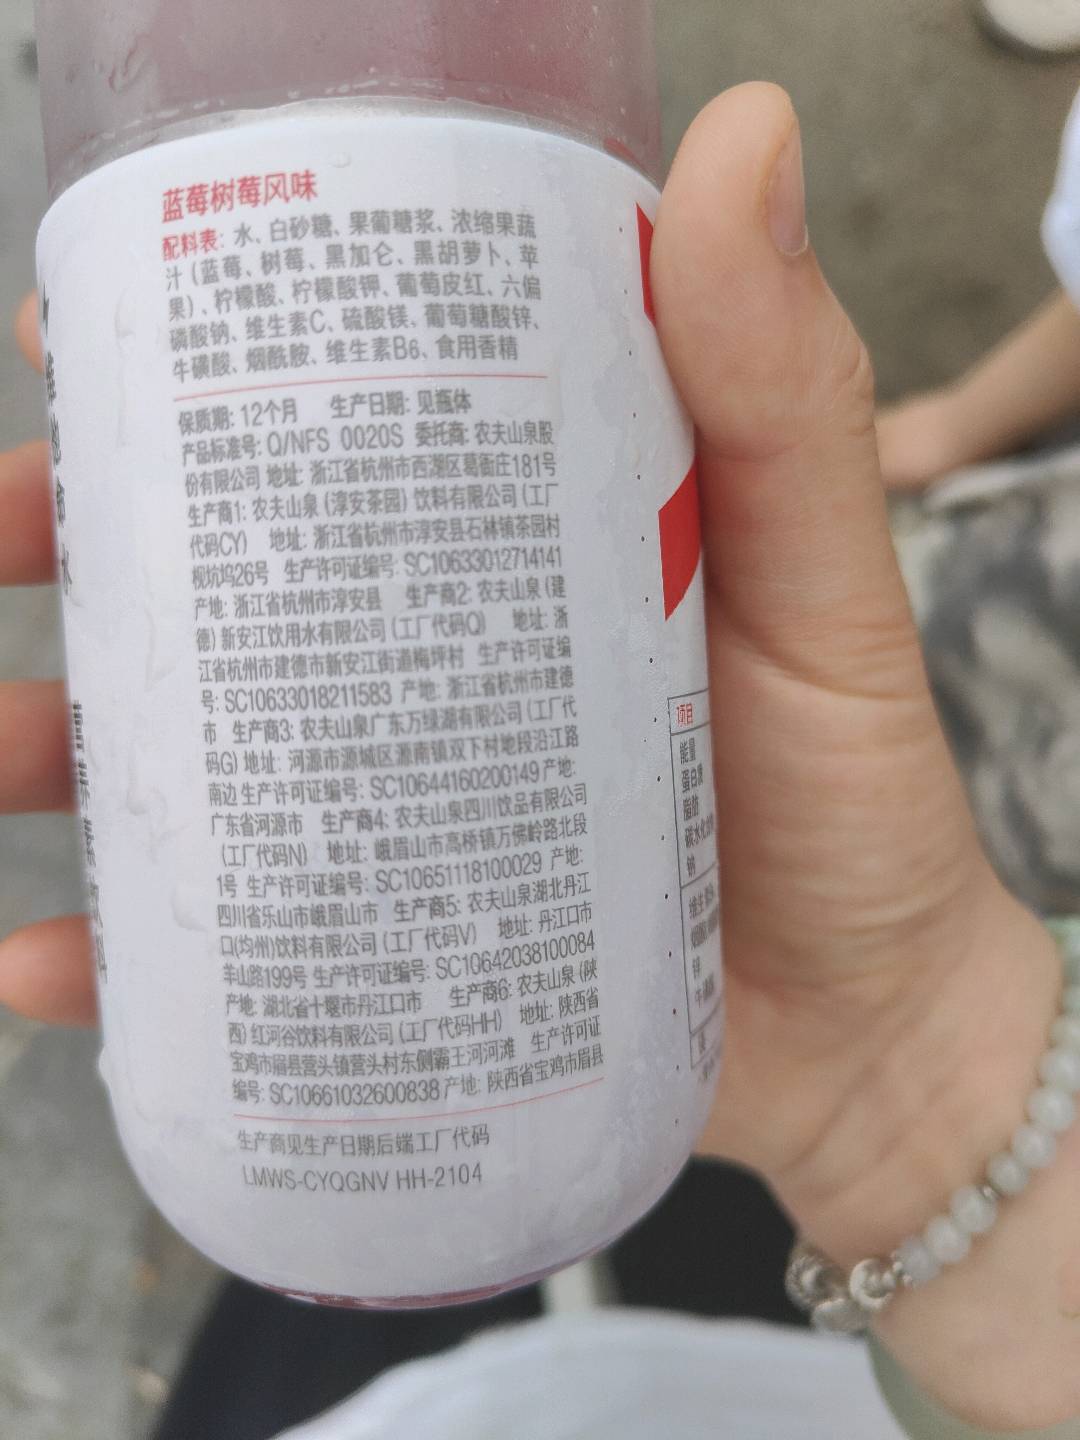 蓝莓树莓风味
配料表: 水、白砂糖、果葡糖浆、浓缩果蔬
汁 (蓝莓、树莓、黑加仑、黑胡萝卜、苹
果)、柠檬酸、柠檬酸钾、葡萄皮红、六偏
磷酸钠、维生素C、硫酸镁、葡萄糖酸锌、
牛磺酸、烟酰胺、维生素B6、食用香精
保质期: 12个月 生产日期: 见瓶体
产品标准号: Q/NFS 0020S 委托商: 农夫山泉股
份有限公司 地址: 浙江省杭州市西湖区葛衙庄181号
生产商1: 农夫山泉 (淳安茶园) 饮料有限公司 (工厂
代码CY) 地址: 浙江省杭州市淳安县石林镇茶园村
枧坑坞26号 生产许可证编号: SC10633012714141
产地: 浙江省杭州市淳安县 生产商2: 农夫山泉 (建
德) 新安江饮用水有限公司 (工厂代码Q) 地址: 浙
江省杭州市建德市新安江街道梅坪村 生产许可证编
号: SC10633018211583 产地: 浙江省杭州市建德
市 生产商3: 农夫山泉广东万绿湖有限公司 (工厂代
码G) 地址: 河源市源城区源南镇双下村地段沿江路
南边 生产许可证编号: SC10644160200149 产地:
广东省河源市 生产商4: 农夫山泉四川饮品有限公司
(工厂代码N) 地址: 峨眉山市高桥镇万佛岭路北段
1号 生产许可证编号: SC10651118100029 产地:
四川省乐山市峨眉山市 生产商5: 农夫山泉湖北丹江
口(均州)饮料有限公司 (工厂代码V) 地址: 丹江口市
羊山路199号 生产许可证编号: SC10642038100084
产地: 湖北省十堰市丹江口市 生产商6: 农夫山泉 (陕
西) 红河谷饮料有限公司 (工厂代码HH) 地址: 陕西省
宝鸡市眉县营头镇营头村东侧霸王河河滩 生产许可证
编号: SC10661032600838 产地: 陕西省宝鸡市眉县
生产商见生产日期后端工厂代码
LMWS-CYQGNV HH-2104
项目
能量
蛋白质
脂肪
碳水化
钠
维生素
锌